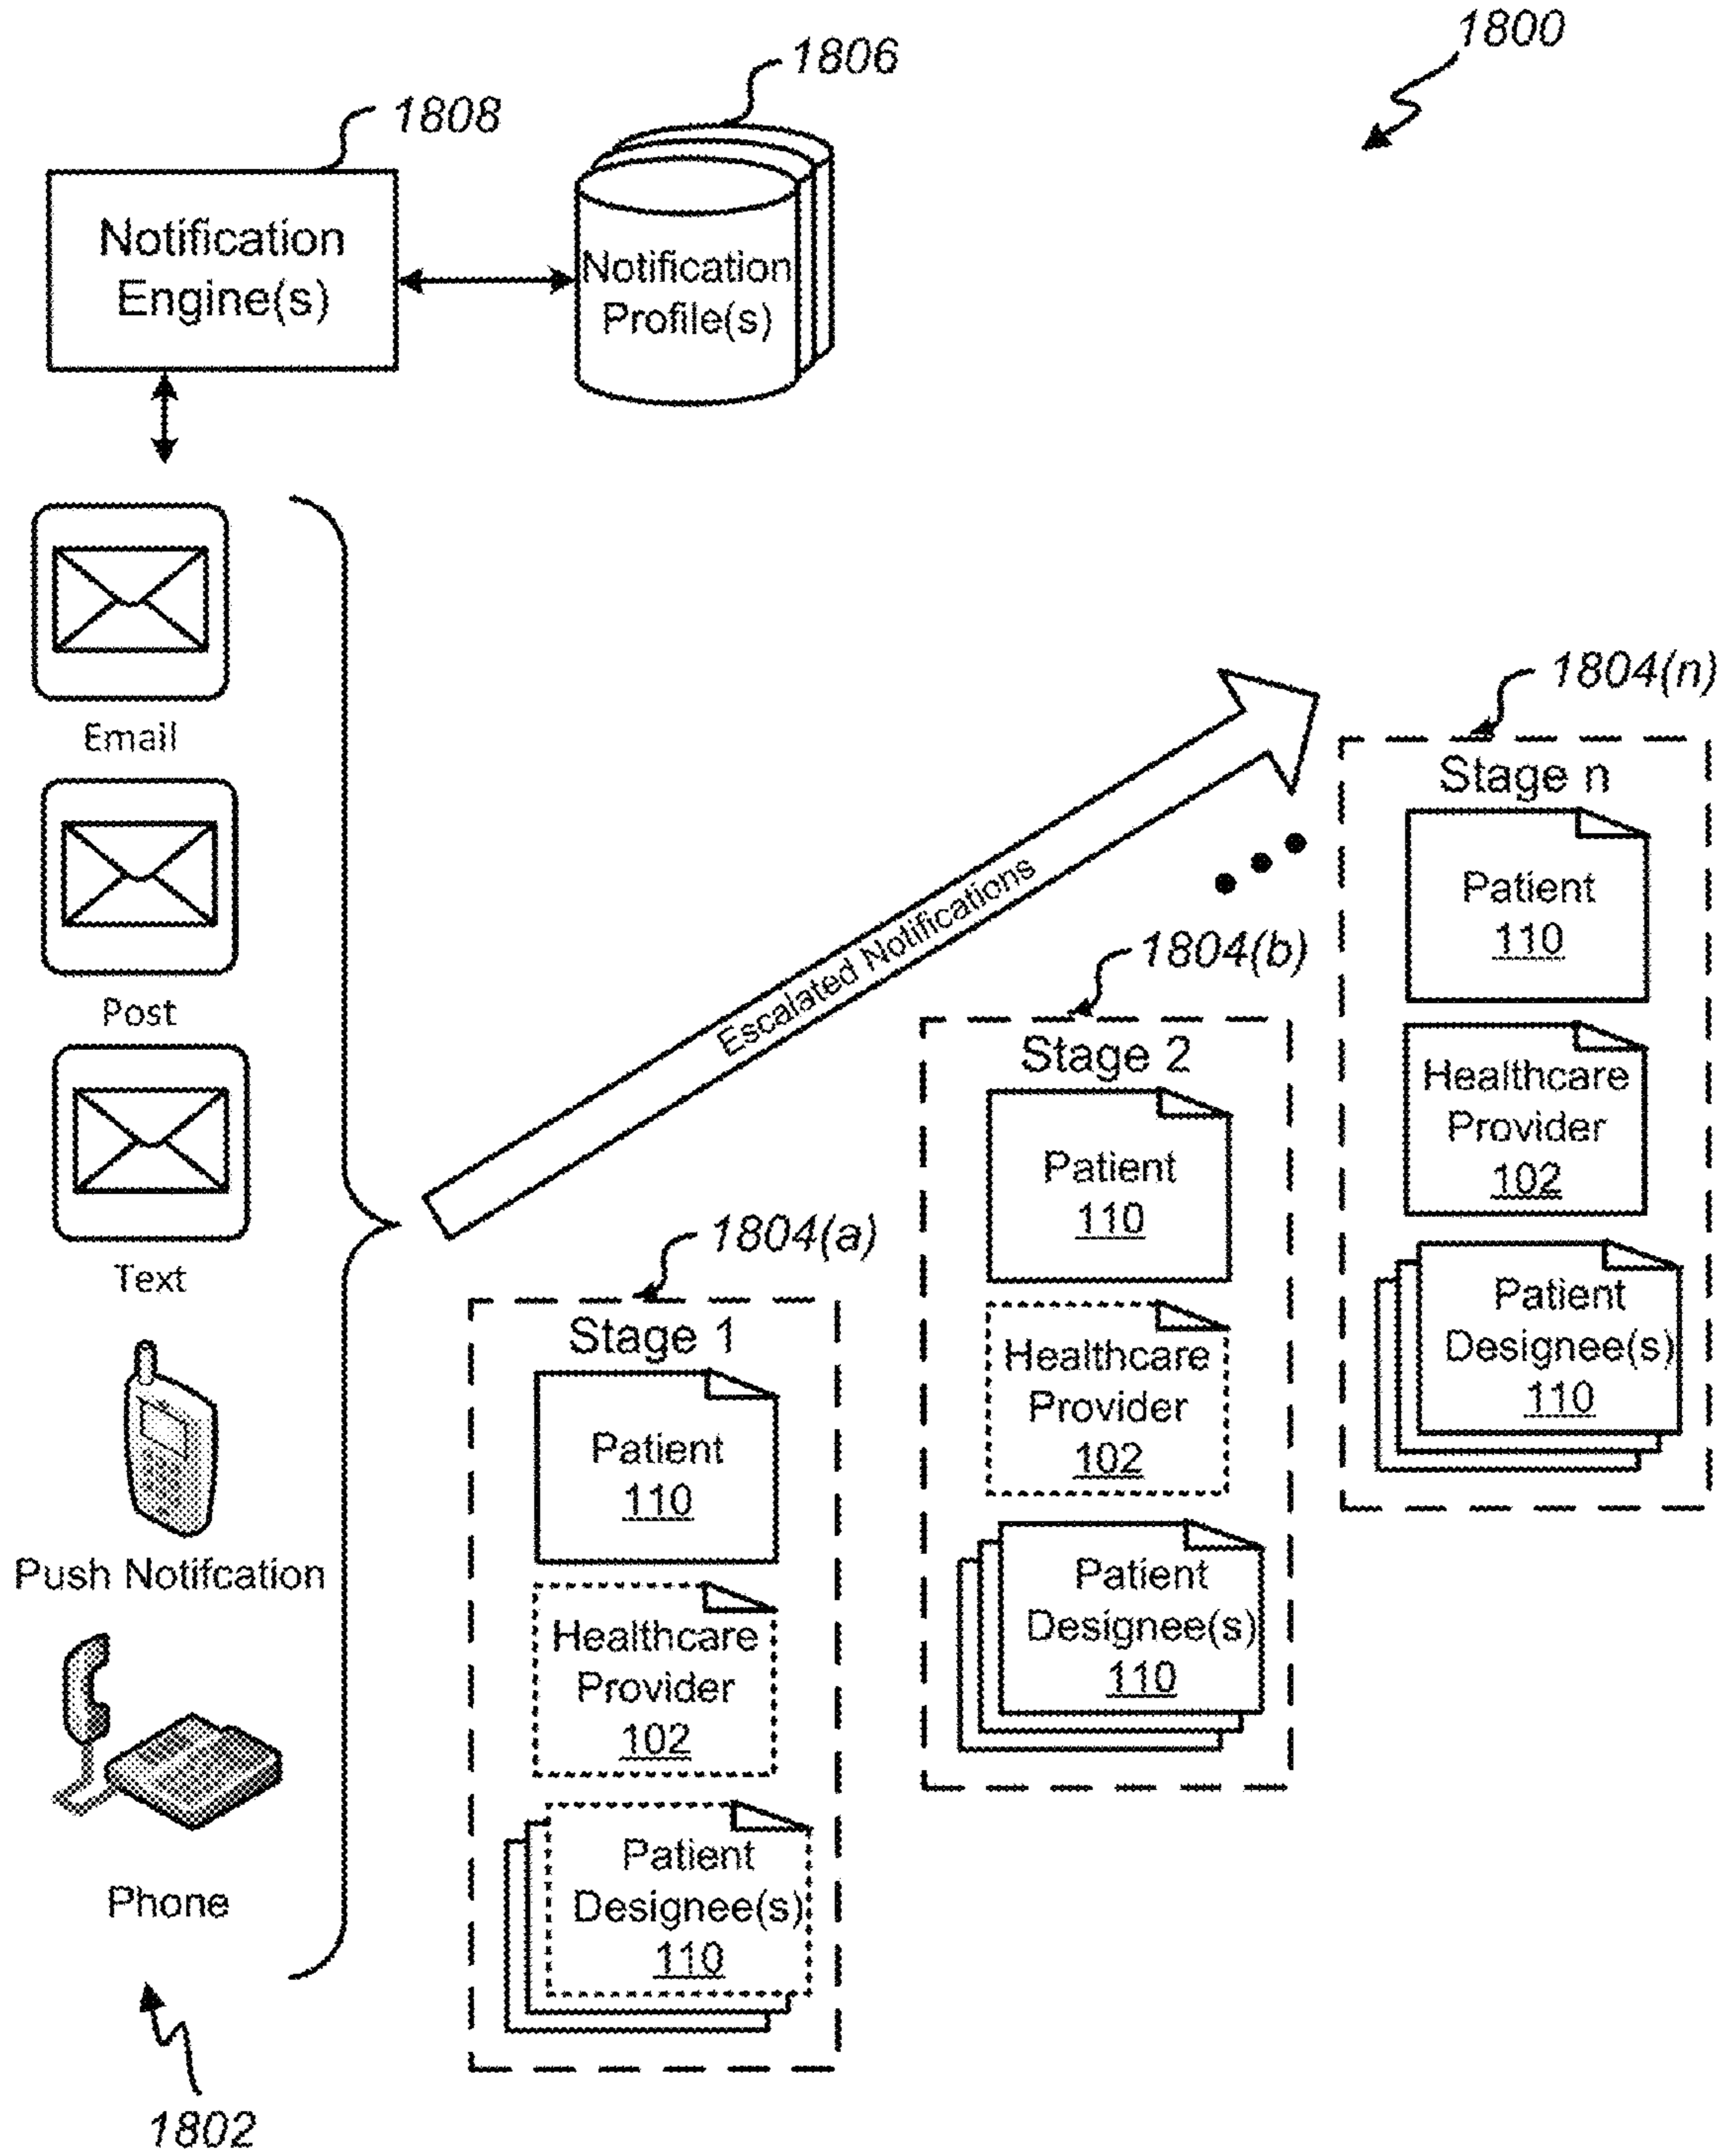 1800
1806
1808
Notification
Engine(s)
Notification
Profile(s)
Email
Post
Text
Push Notifcation
Phone
1802
Escalated Notifications
1804(a)
Stage 1
Patient
110
Healthcare
Provider
102
Patient
Designee(s)
110
1804(b)
Stage 2
Patient
110
Healthcare
Provider
102
Patient
Designee(s)
110
1804(n)
Stage n
Patient
110
Healthcare
Provider
102
Patient
Designee(s)
110